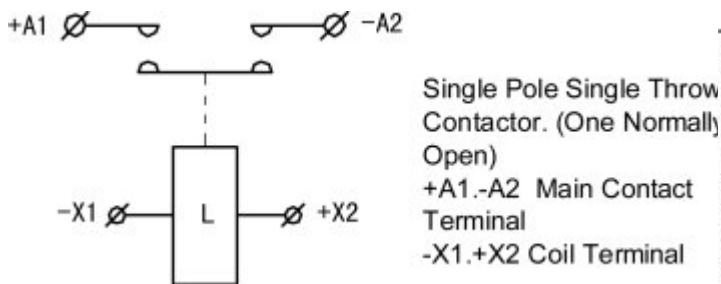 +A1
-A2
Single Pole Single Throw
Contactor. (One Normally
Open)
+A1.-A2 Main Contact
Terminal
-X1
L
+X2
-X1.+X2 Coil Terminal